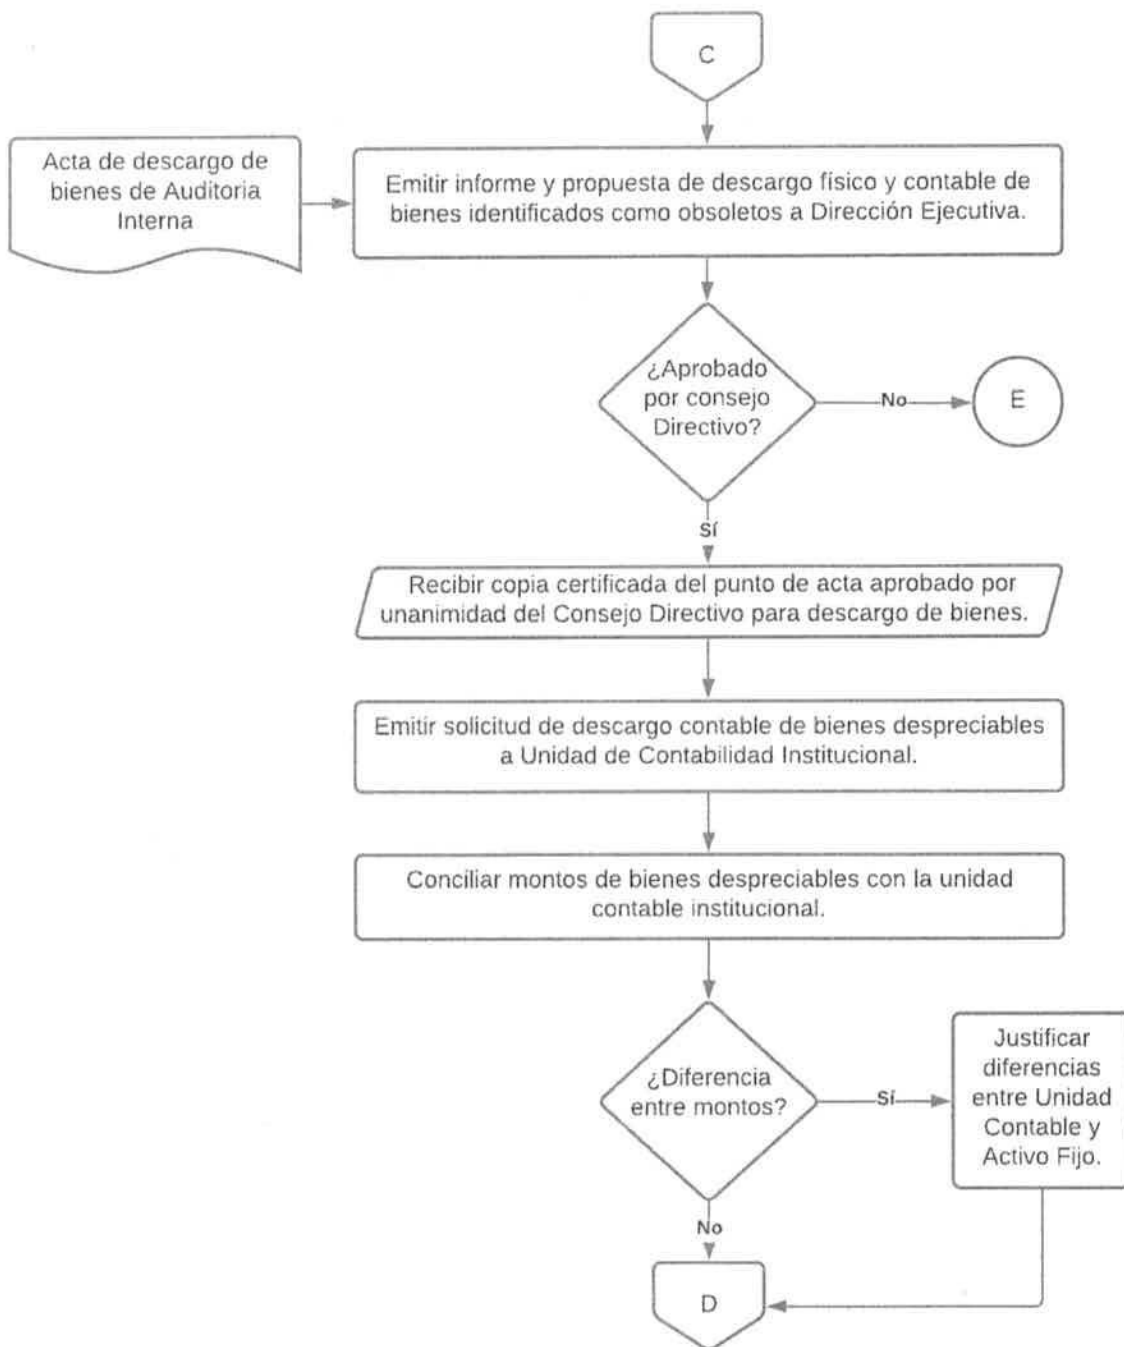 C
Acta de descargo de
bienes de Auditoria
Interna
Emitir informe y propuesta de descargo físico y contable de
bienes identificados como obsoletos a Dirección Ejecutiva.
¿Aprobado
por consejo
Directivo?
No
E
Sí
Recibir copia certificada del punto de acta aprobado por
unanimidad del Consejo Directivo para descargo de bienes.
Emitir solicitud de descargo contable de bienes despreciables
a Unidad de Contabilidad Institucional.
Conciliar montos de bienes despreciables con la unidad
contable institucional.
¿Diferencia
entre montos?
Sí
Justificar
diferencias
entre Unidad
Contable y
Activo Fijo.
No
D